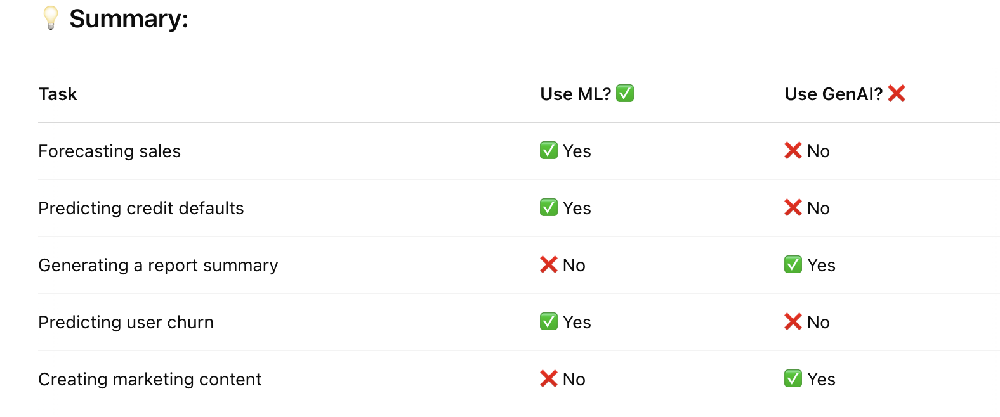 💡 Summary:
Task Use ML? ✅ Use GenAI? ❌
Forecasting sales ✅ Yes ❌ No
Predicting credit defaults ✅ Yes ❌ No
Generating a report summary ❌ No ✅ Yes
Predicting user churn ✅ Yes ❌ No
Creating marketing content ❌ No ✅ Yes